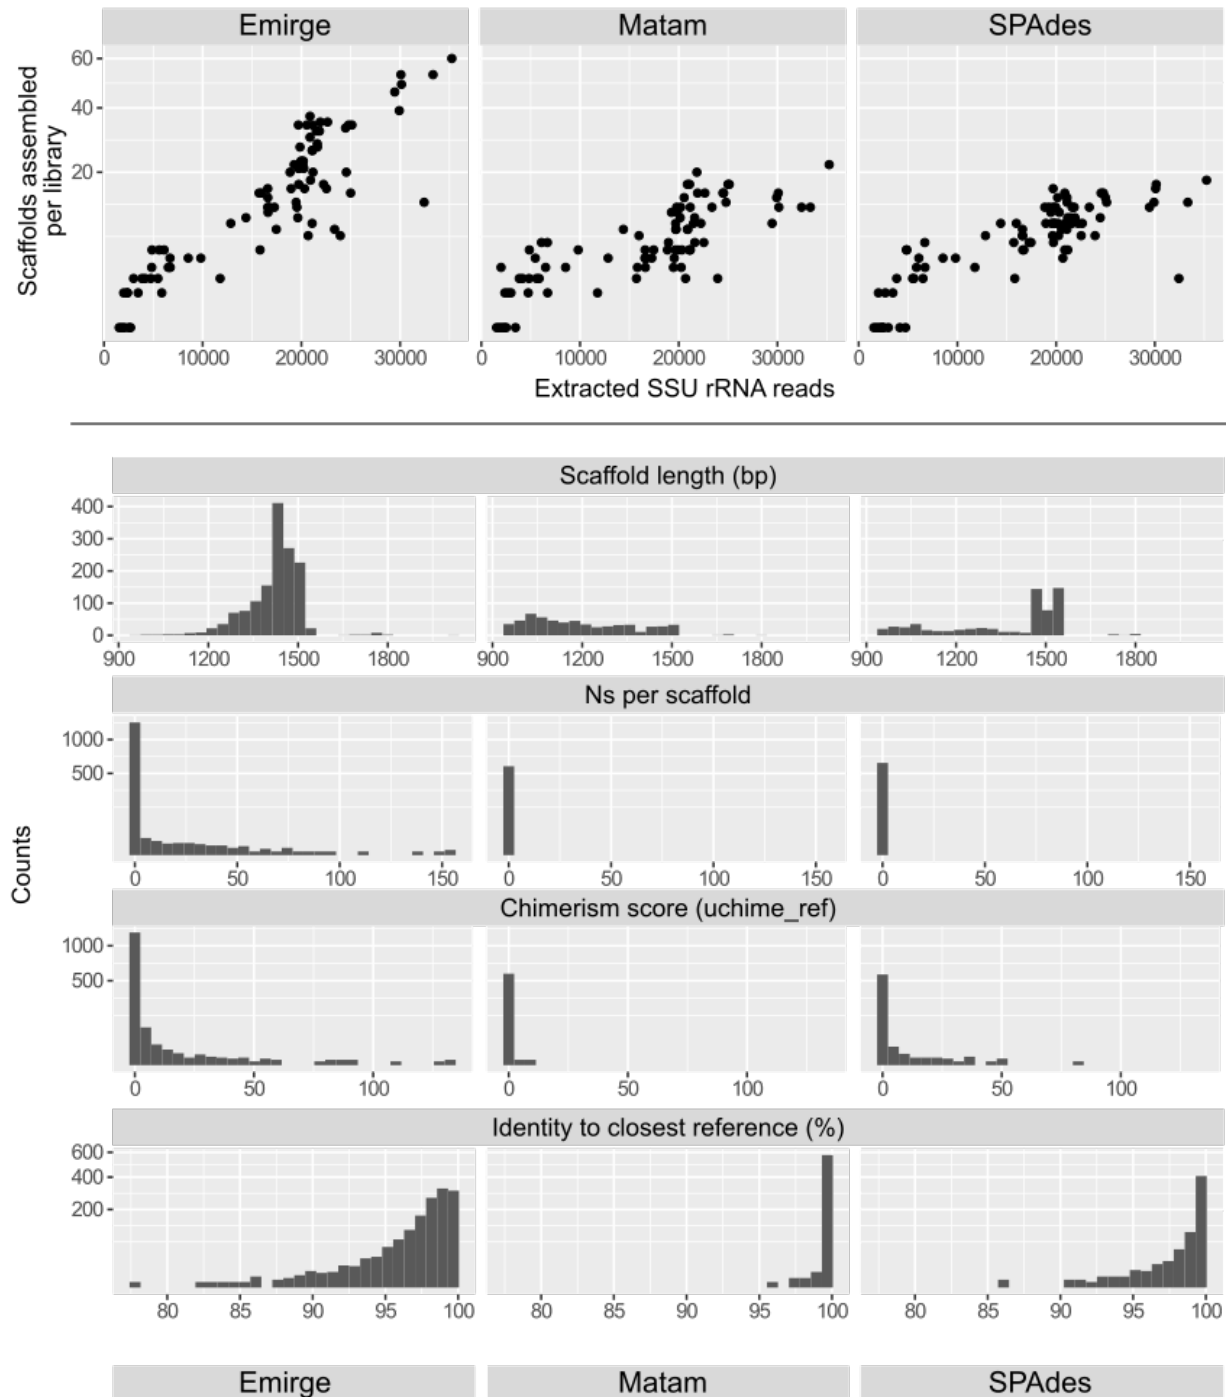 Emirge Matam SPAdes
Scaffolds assembled
per library
60
40
20
0 10000 20000 30000 0 10000 20000 30000 0 10000 20000 30000
Extracted SSU rRNA reads
Counts
Scaffold length (bp)
400
300
200
100
0
900 1200 1500 1800 900 1200 1500 1800 900 1200 1500 1800
Ns per scaffold
1000
500
0 50 100 150 0 50 100 150 0 50 100 150
Chimerism score (uchime_ref)
1000
500
0 50 100 0 50 100 0 50 100
Identity to closest reference (%)
600
400
200
80 85 90 95 100 80 85 90 95 100 80 85 90 95 100
Emirge Matam SPAdes